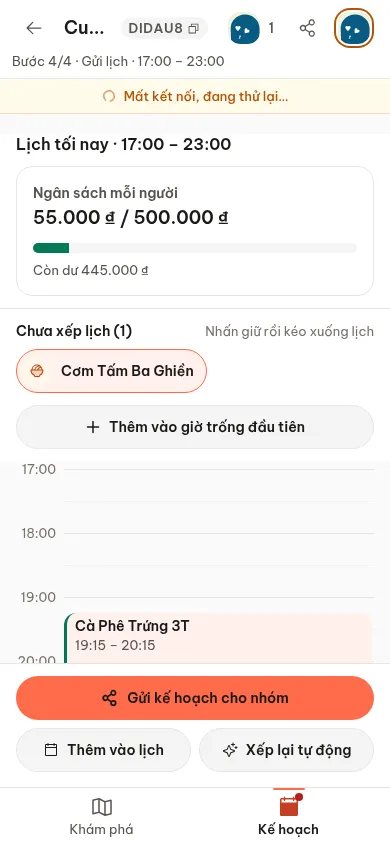 Cu...
DIDAU8
1
Bước 4/4 · Gửi lịch · 17:00 – 23:00
Mất kết nối, đang thử lại...
Lịch tối nay · 17:00 – 23:00
Ngân sách mỗi người
55.000 ₫ / 500.000 ₫
Còn dư 445.000 ₫
Chưa xếp lịch (1)
Nhấn giữ rồi kéo xuống lịch
Cơm Tấm Ba Ghiền
Thêm vào giờ trống đầu tiên
17:00
18:00
19:00
Cà Phê Trứng 3T
19:15 – 20:15
20:00
Gửi kế hoạch cho nhóm
Thêm vào lịch
Xếp lại tự động
Khám phá
Kế hoạch